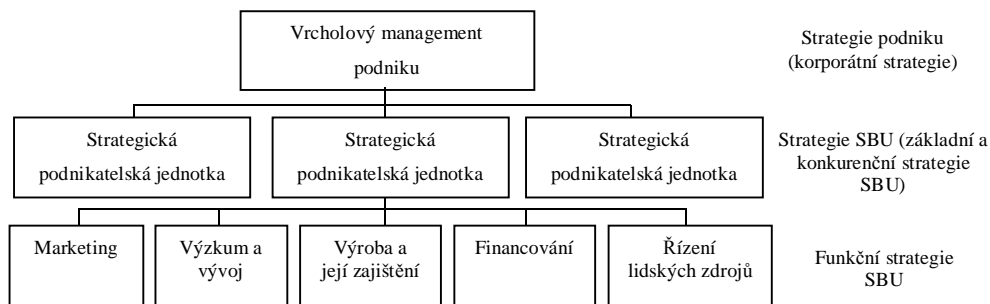 Vrcholový management
podniku
Strategie podniku
(korporátní strategie)
Strategická
podnikatelská jednotka
Strategická
podnikatelská jednotka
Strategická
podnikatelská jednotka
Strategie SBU (základní a
konkurenční strategie
SBU)
Marketing
Výzkum a
vývoj
Výroba a
její zajištění
Financování
Řízení
lidských zdrojů
Funkční strategie
SBU